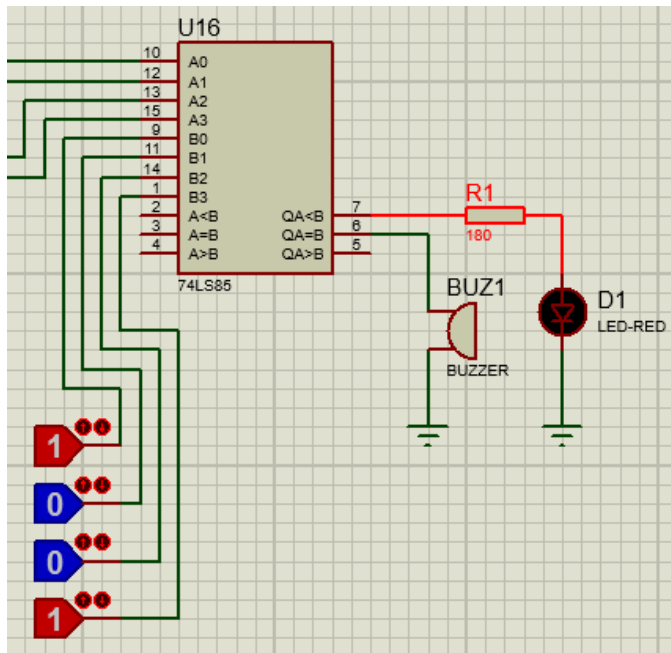 U16
10 A0
12 A1
13 A2
15 A3
9 B0
11 B1
14 B2
1 B3
2 A<B QA<B 7
3 A=B QA=B 6
4 A>B QA>B 5
74LS85
R1
180
BUZ1
BUZZER
D1
LED-RED
1
0
0
1